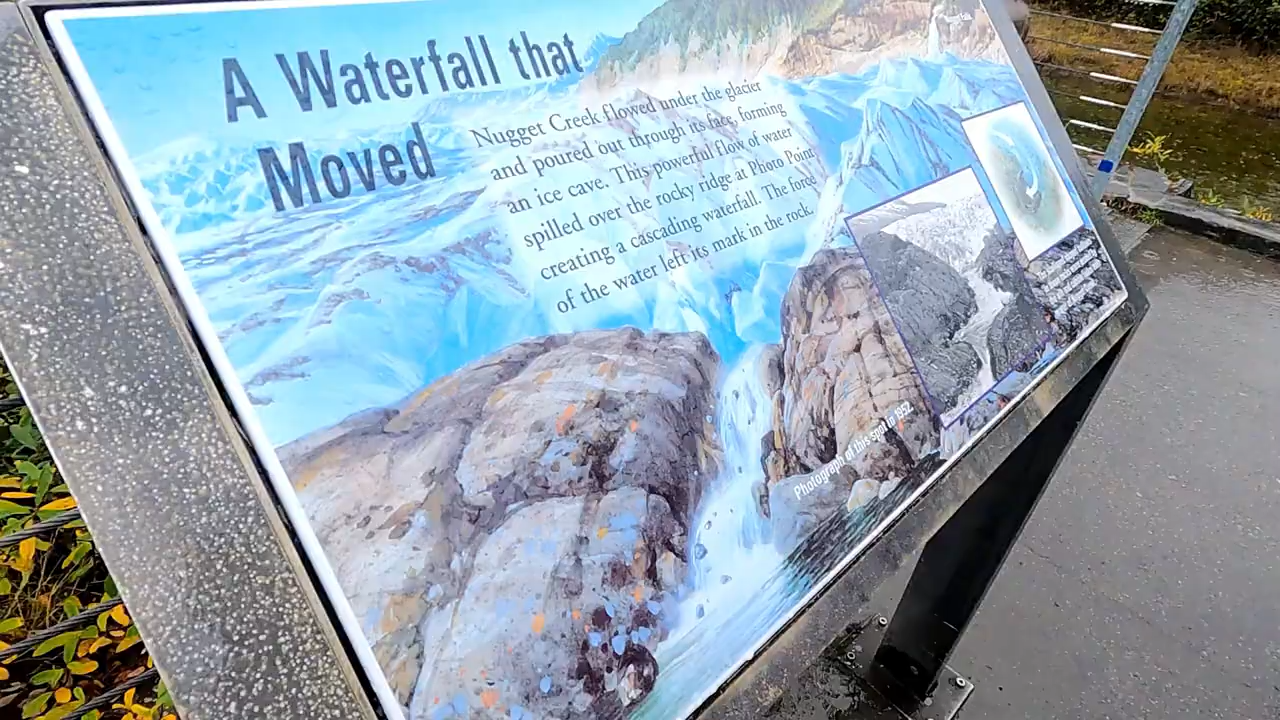 A Waterfall that
Moved
Nugget Creek flowed under the glacier
and poured out through its face, forming
an ice cave. This powerful flow of water
spilled over the rocky ridge at Photo Point
creating a cascading waterfall. The force
of the water left its mark in the rock.
Photograph of this spot in 1952.